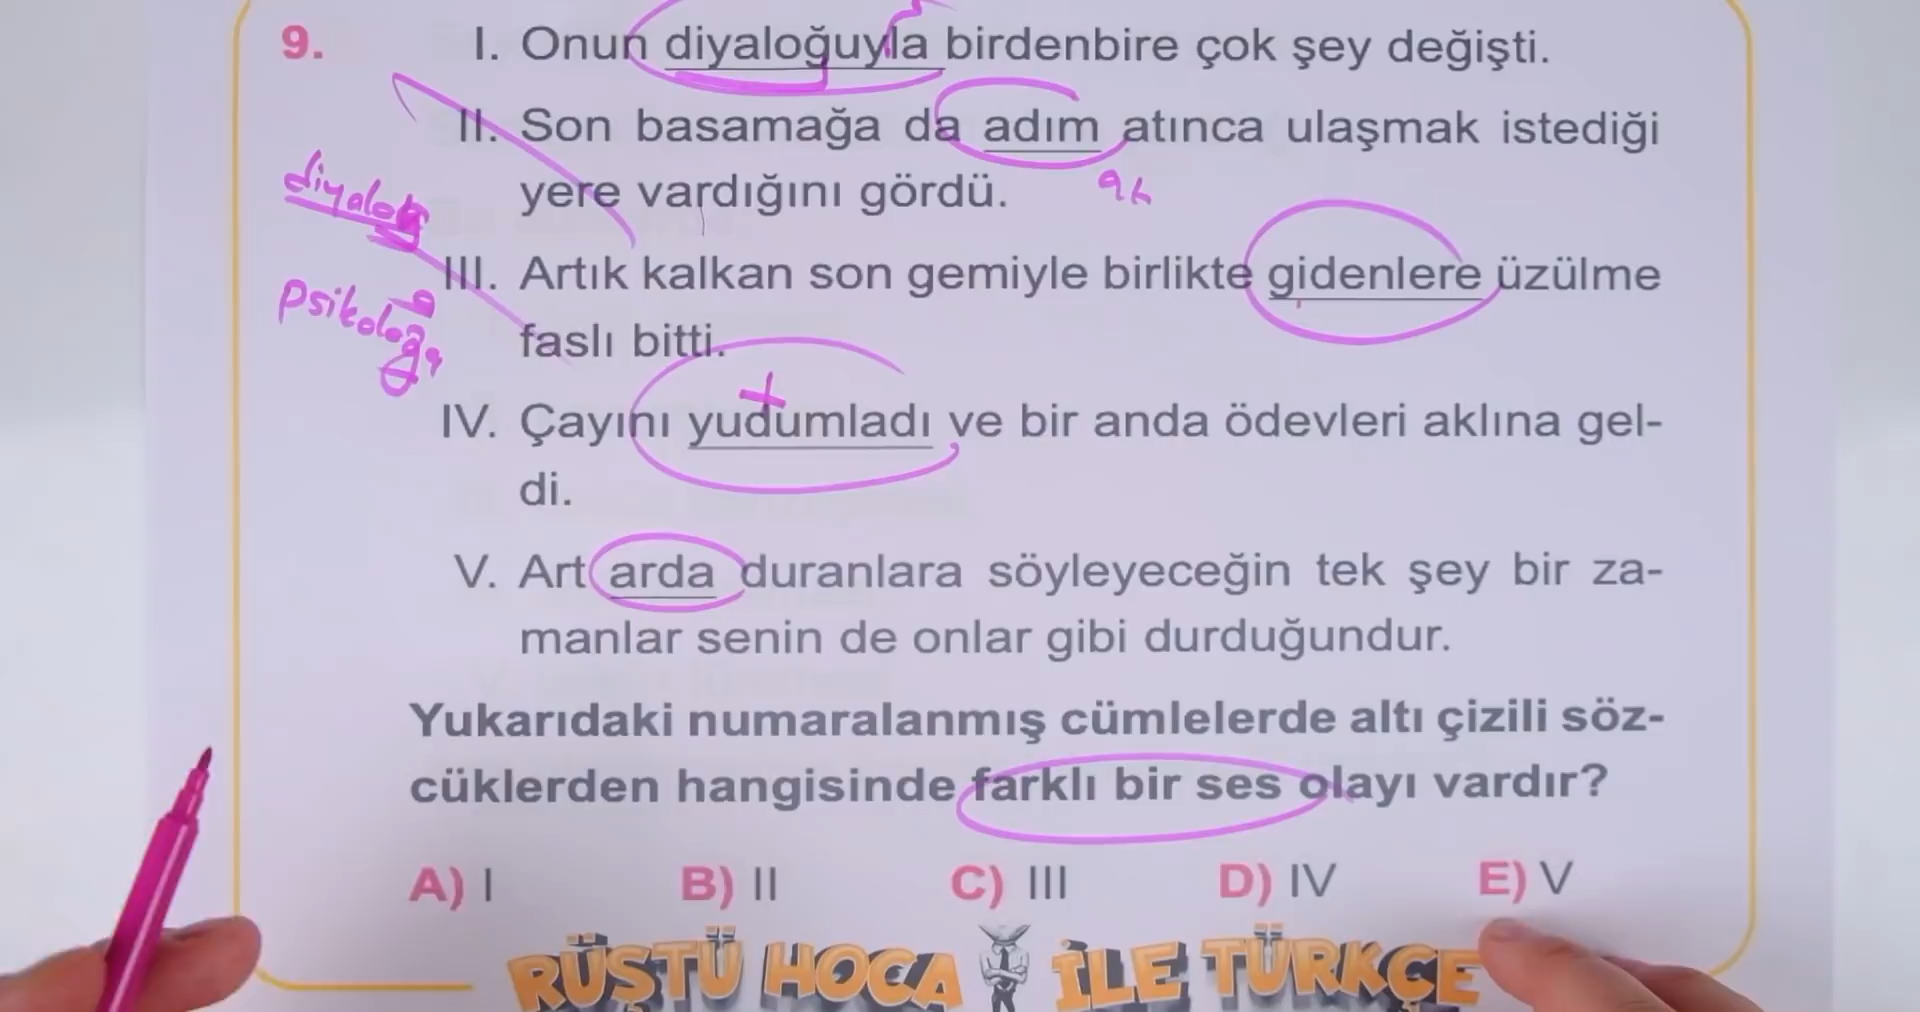 9.
I. Onun diyaloğuyla birdenbire çok şey değişti.
II. Son basamağa da adım atınca ulaşmak istediği
yere vardığını gördü.
at
diyalog
III. Artık kalkan son gemiyle birlikte gidenlere üzülme
psikoloğa
faslı bitti.
t
IV. Çayını yudumladı ve bir anda ödevleri aklına gel-
di.
V. Art arda duranlara söyleyeceğin tek şey bir za-
manlar senin de onlar gibi durduğundur.
Yukarıdaki numaralanmış cümlelerde altı çizili söz-
cüklerden hangisinde farklı bir ses olayı vardır?
A) I B) II C) III D) IV E) V
RÜŞTÜ HOCA İLE TÜRKÇE